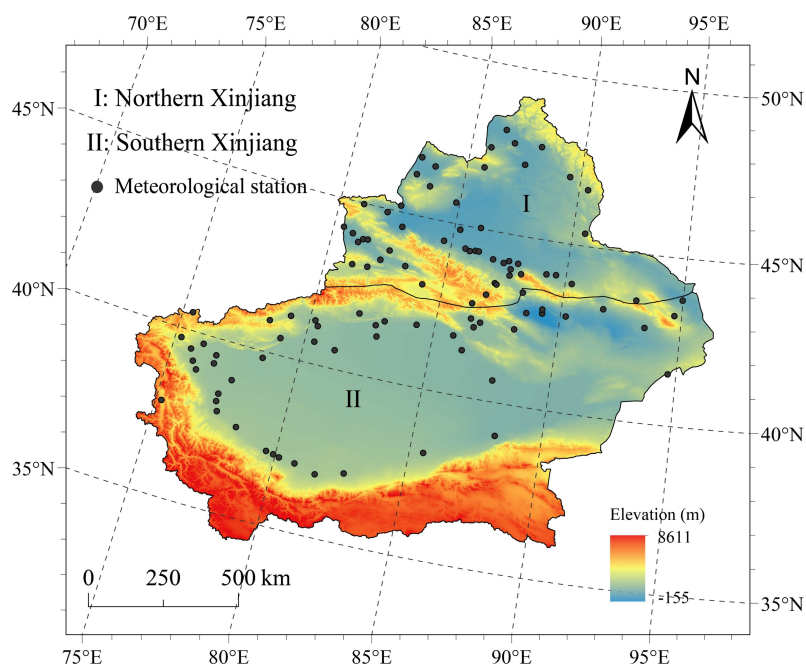 70°E 75°E 80°E 85°E 90°E 95°E
45°N
40°N
35°N
I: Northern Xinjiang
II: Southern Xinjiang
Meteorological station
N
50°N
45°N
40°N
35°N
I
II
Elevation (m)
8611
-155
0 250 500 km
75°E 80°E 85°E 90°E 95°E